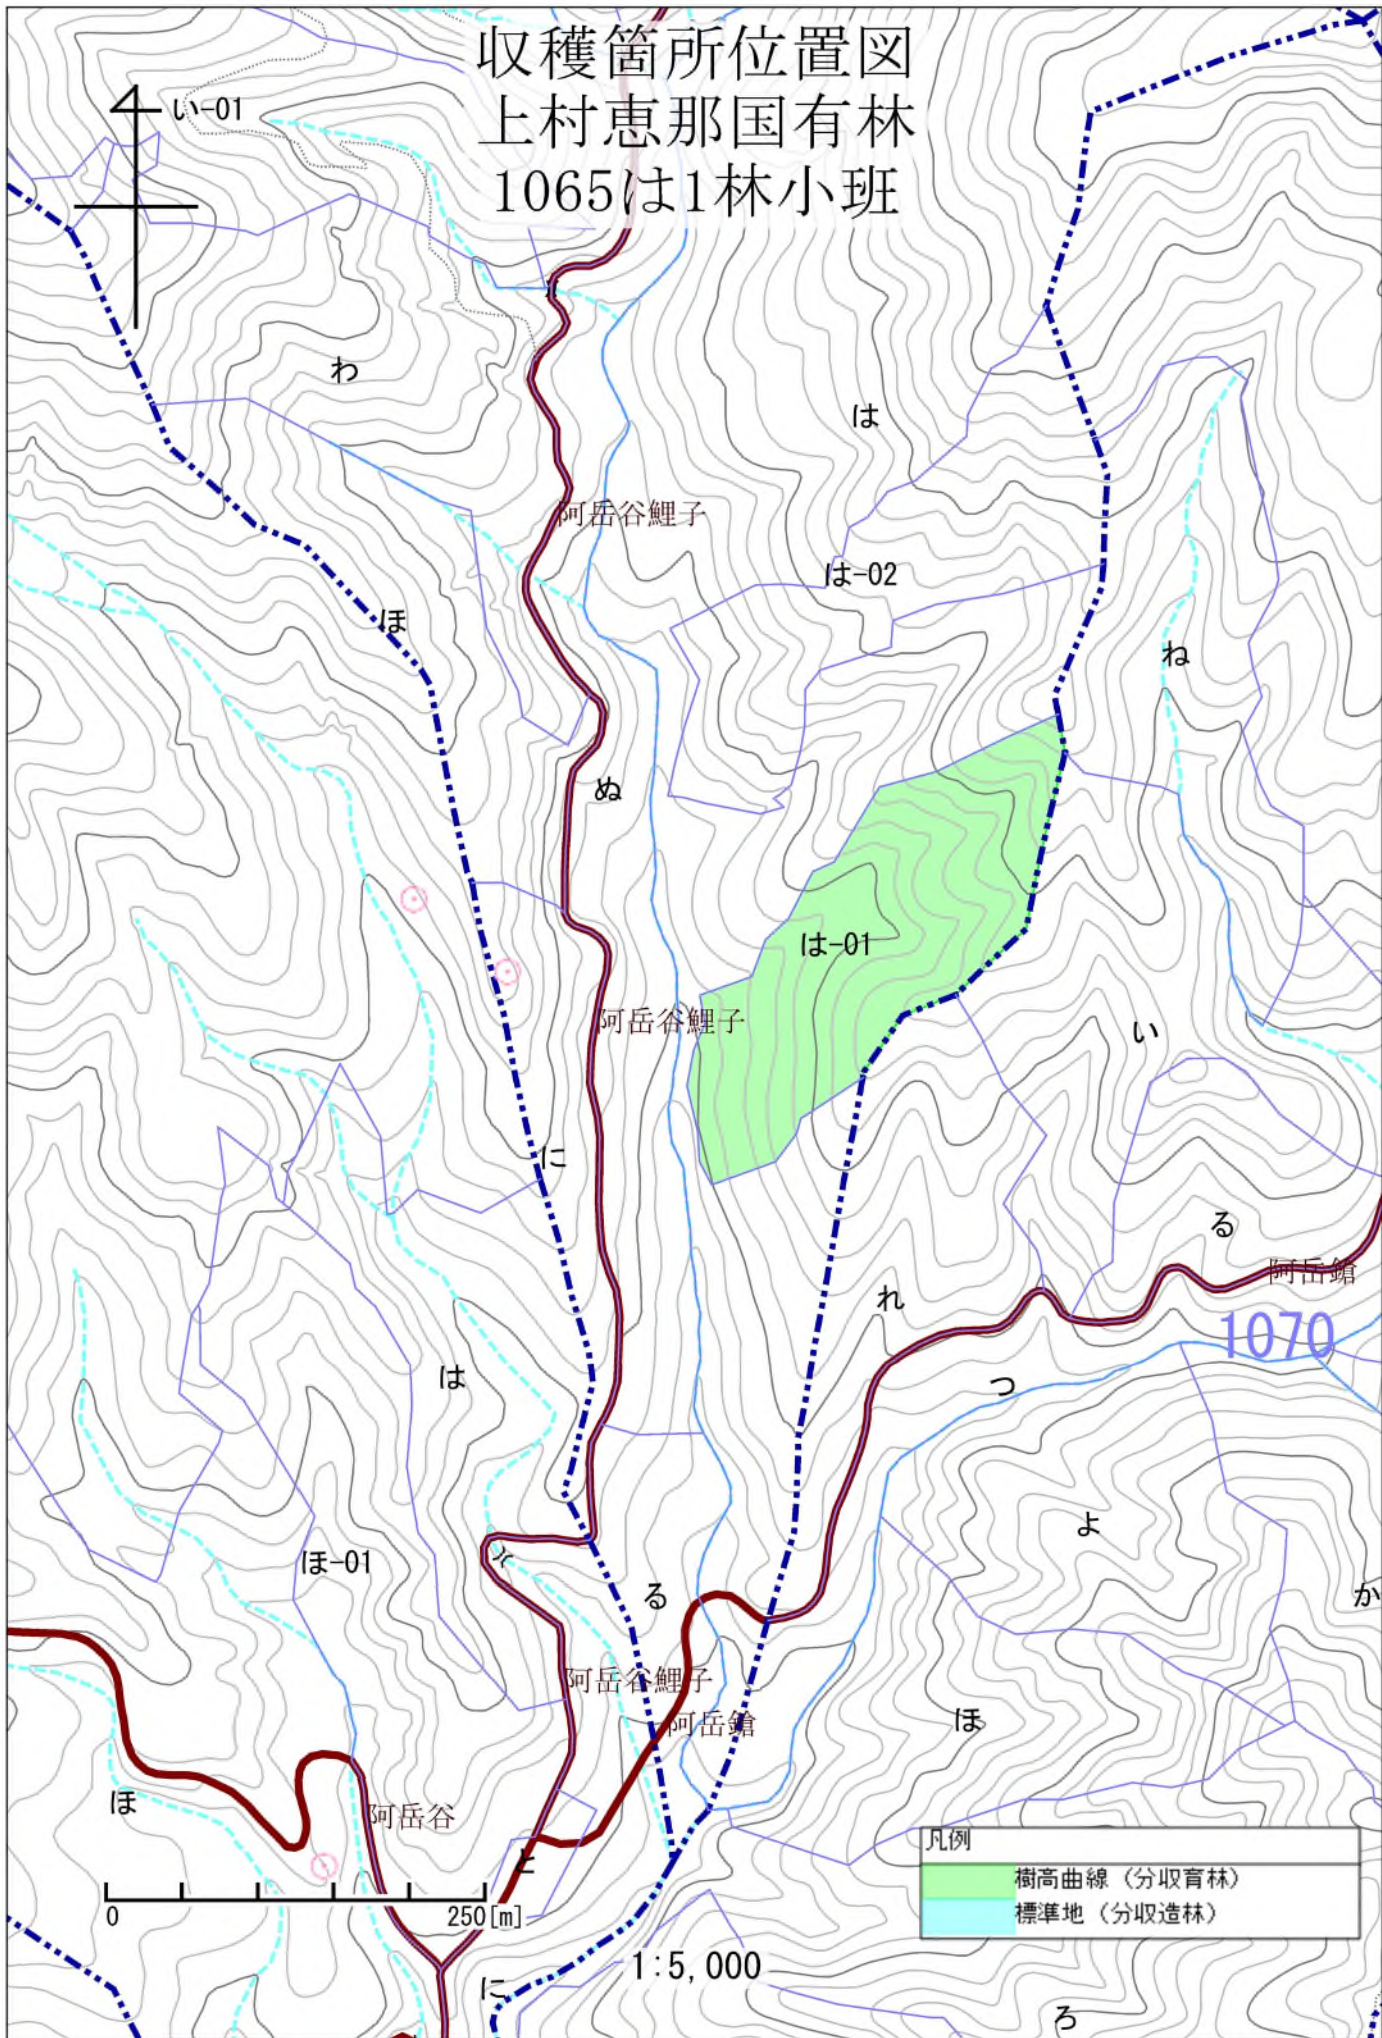 収穫箇所位置図
上村恵那国有林
1065は1林小班
い-01
わ
は
阿岳谷鯉子
は-02
ほ
ね
ぬ
は-01
阿岳谷鯉子
い
に
る
阿岳鎗
れ
1070
は
つ
よ
ほ-01
る
か
阿岳谷鯉子
阿岳鎗
ほ
ほ
阿岳谷
凡例
と
樹高曲線（分収育林）
標準地（分収造林）
0 250[m]
1:5,000
に
ろ